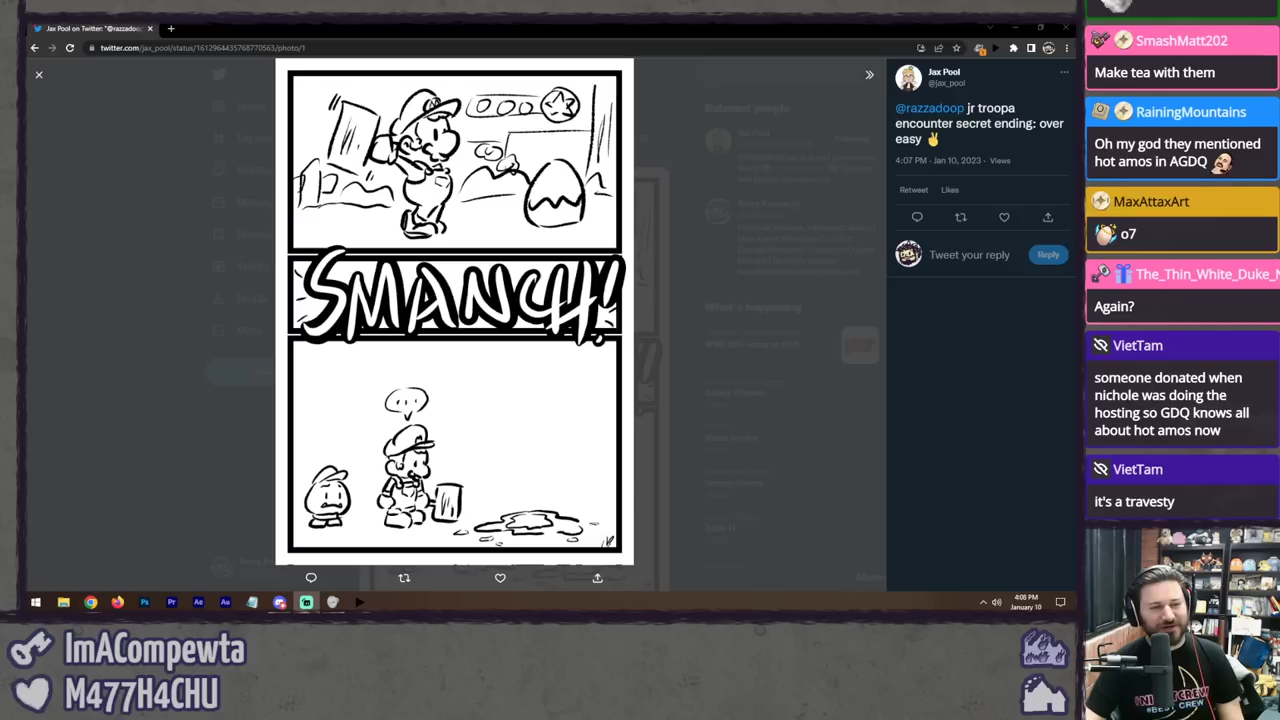 Jax Pool on Twitter: "@razzadoo
twitter.com/jax_pool/status/1612964435768770563/photo/1
SMANCH!
Jax Pool
@jax_pool
@razzadoop jr troopa
encounter secret ending: over
easy ✌
4:07 PM · Jan 10, 2023 · Views
Retweet Likes
Tweet your reply
Reply
4:08 PM
January 10
SmashMatt202
Make tea with them
RainingMountains
Oh my god they mentioned
hot amos in AGDQ
MaxAttaxArt
o7
The_Thin_White_Duke_N
Again?
VietTam
someone donated when
nichole was doing the
hosting so GDQ knows all
about hot amos now
VietTam
it's a travesty
ImACompewta
M477H4CHU
#BEST CREW